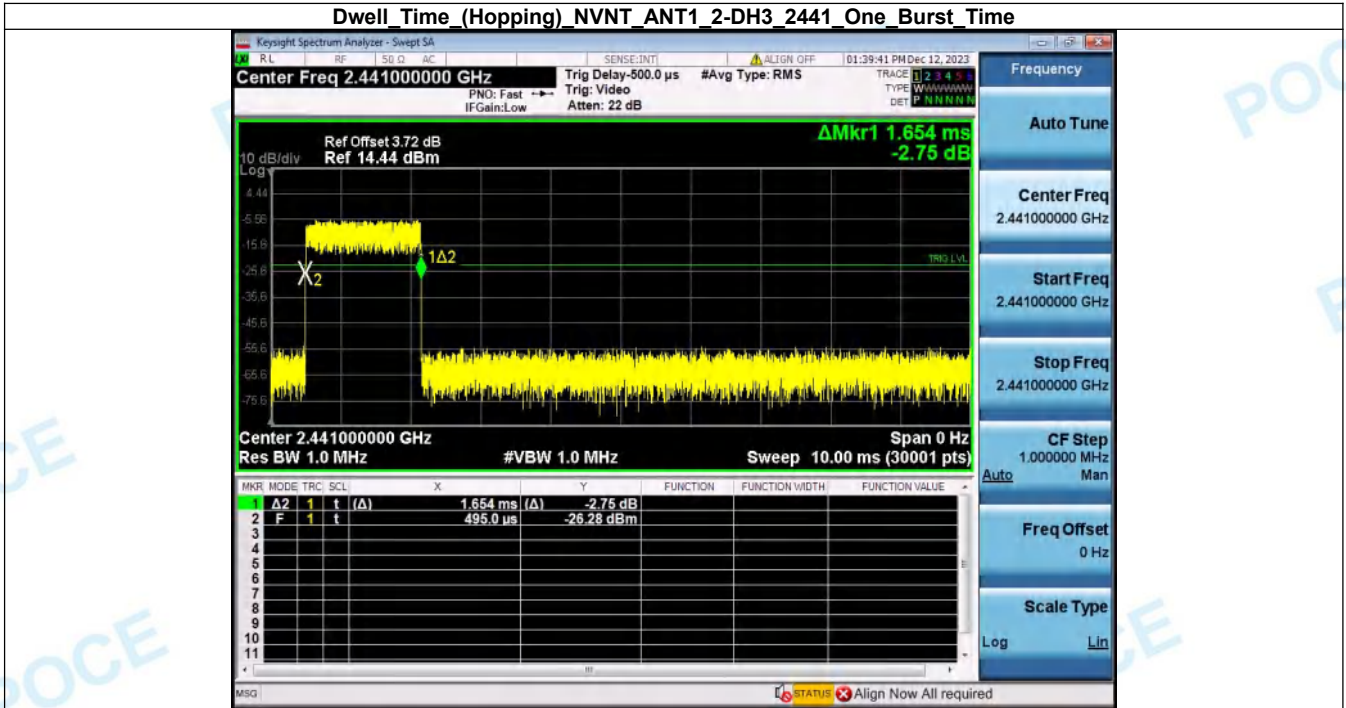 Dwell_Time_(Hopping)_NVNT_ANT1_2-DH3_2441_One_Burst_Time
Keysight Spectrum Analyzer - Swept SA
RL RF 50 Ω AC SENSE:INT ALIGN OFF 01:39:41 PM Dec 12, 2023
Center Freq 2.441000000 GHz
PNO: Fast
IFGain:Low
Trig Delay-500.0 µs
Trig: Video
Atten: 22 dB
#Avg Type: RMS
TRACE 1 2 3 4 5 6
TYPE WWWWWW
DET P N N N N N
ΔMkr1 1.654 ms
-2.75 dB
Ref Offset 3.72 dB
10 dB/div Ref 14.44 dBm
Log
4.44
-5.56
-15.6
-25.6
-35.6
-45.6
-55.6
-65.6
-75.6
1Δ2
X2
TRIG LVL
Center 2.441000000 GHz Span 0 Hz
Res BW 1.0 MHz #VBW 1.0 MHz Sweep 10.00 ms (30001 pts)
MKR MODE TRC SCL X Y FUNCTION FUNCTION WIDTH FUNCTION VALUE
1 Δ2 1 t (Δ) 1.654 ms (Δ) -2.75 dB
2 F 1 t 495.0 µs -26.28 dBm
3
4
5
6
7
8
9
10
11
MSG STATUS Align Now All required
Frequency
Auto Tune
Center Freq
2.441000000 GHz
Start Freq
2.441000000 GHz
Stop Freq
2.441000000 GHz
CF Step
1.000000 MHz
Auto Man
Freq Offset
0 Hz
Scale Type
Log Lin
POCE